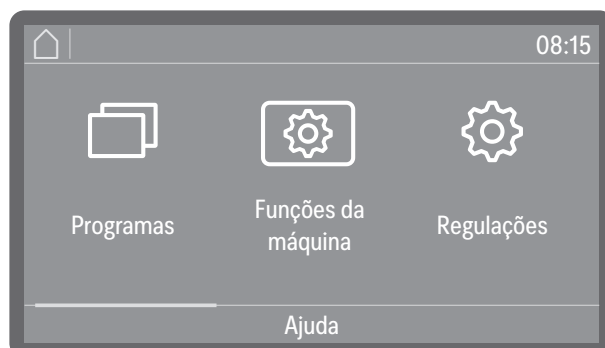 08:15
Programas
Funções da
máquina
Regulações
Ajuda